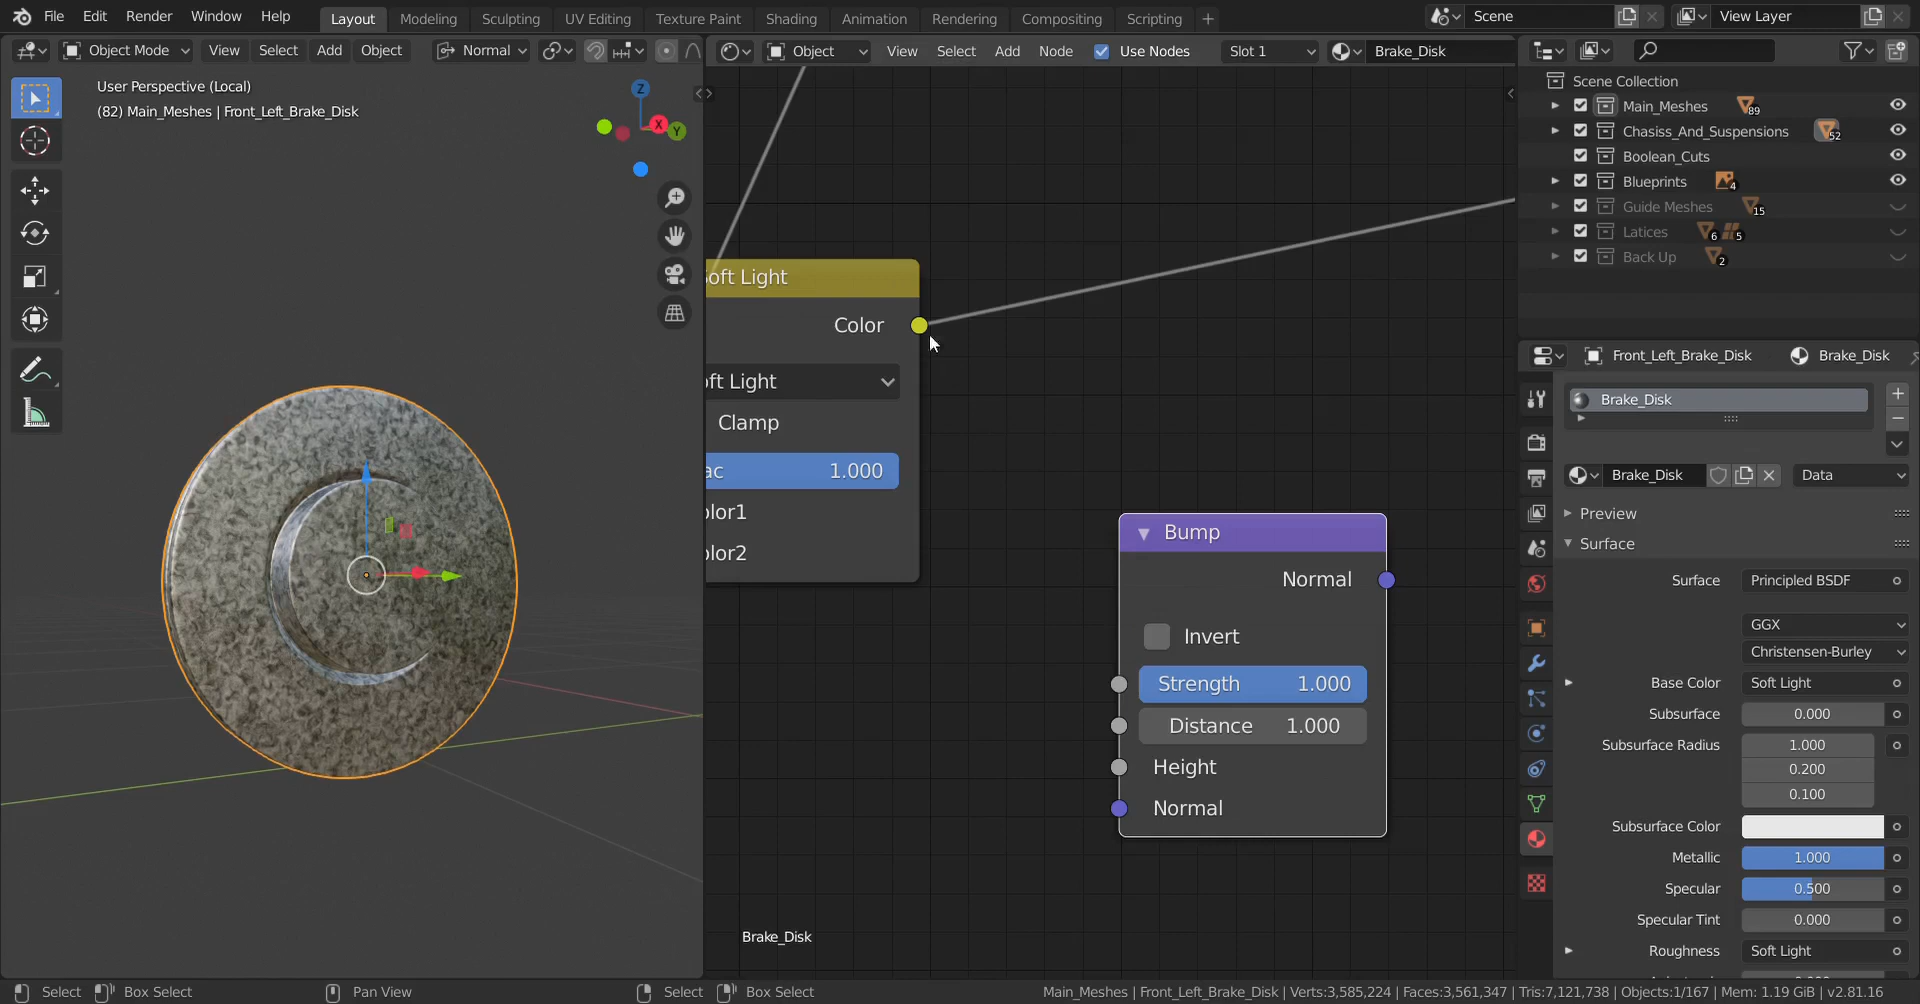 File Edit Render Window Help Layout Modeling Sculpting UV Editing Texture Paint Shading Animation Rendering Compositing Scripting + Scene View Layer
Object Mode View Select Add Object Normal Object View Select Add Node Use Nodes Slot 1 Brake_Disk
User Perspective (Local)
(82) Main_Meshes | Front_Left_Brake_Disk
Z
X
Y
oft Light
Color
oft Light
Clamp
ac 1.000
olor1
olor2
Bump
Normal
Invert
Strength 1.000
Distance 1.000
Height
Normal
Brake_Disk
Scene Collection
Main_Meshes 89
Chasiss_And_Suspensions 52
Boolean_Cuts
Blueprints 4
Guide Meshes 15
Latices 6 5
Back Up 2
Front_Left_Brake_Disk Brake_Disk
Brake_Disk
Brake_Disk Data
Preview
Surface
Surface Principled BSDF
GGX
Christensen-Burley
Base Color Soft Light
Subsurface 0.000
Subsurface Radius 1.000
0.200
0.100
Subsurface Color
Metallic 1.000
Specular 0.500
Specular Tint 0.000
Roughness Soft Light
Select Box Select Pan View Select Box Select Main_Meshes | Front_Left_Brake_Disk | Verts:3,585,224 | Faces:3,561,347 | Tris:7,121,738 | Objects:1/167 | Mem: 1.19 GiB | v2.81.16